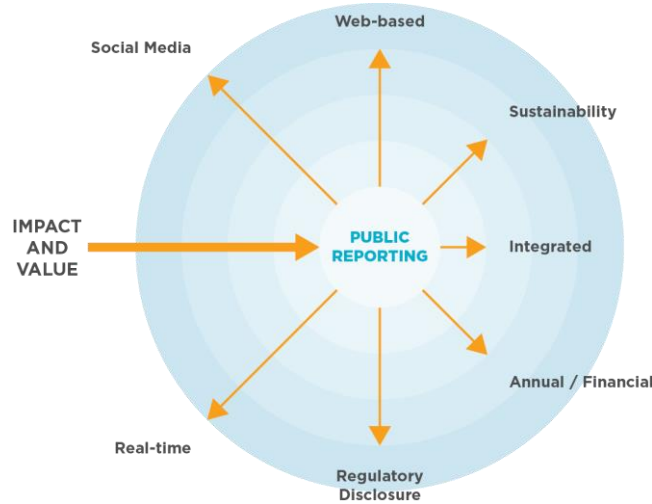 Web-based
Social Media
Sustainability
IMPACT
AND
VALUE
PUBLIC
REPORTING
Integrated
Annual / Financial
Real-time
Regulatory
Disclosure